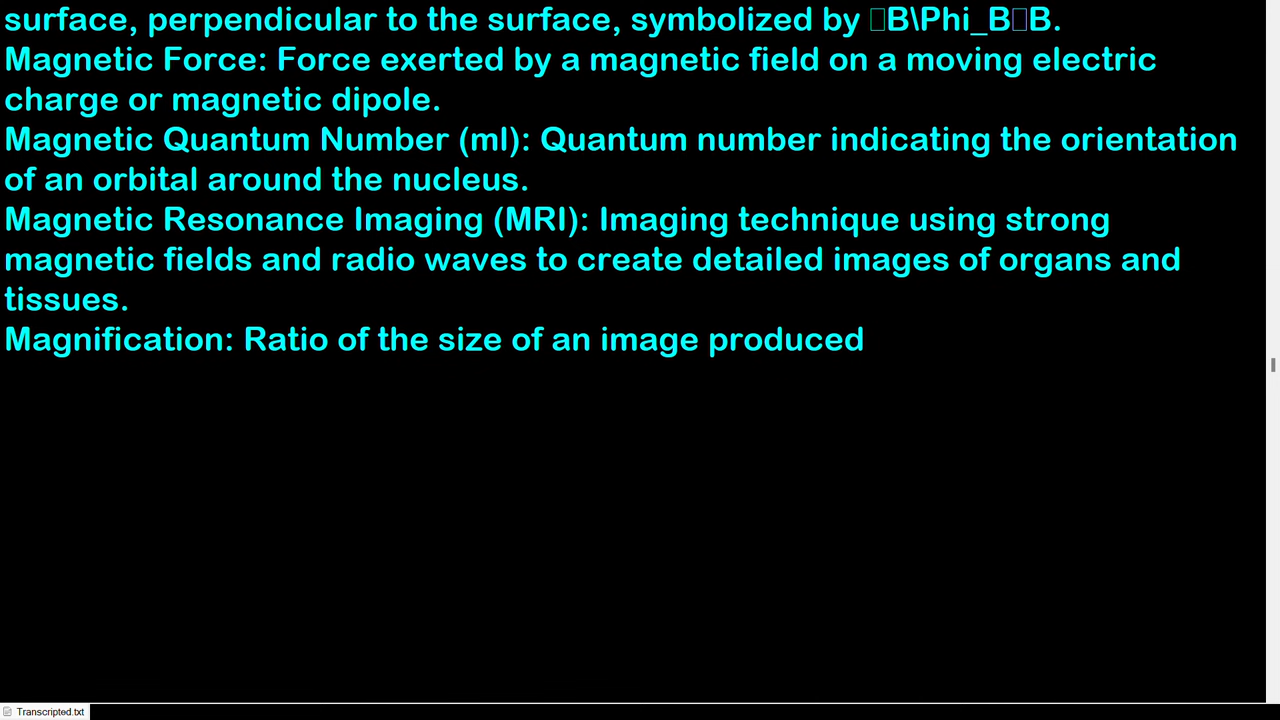 surface, perpendicular to the surface, symbolized by □B\Phi_B□B.
Magnetic Force: Force exerted by a magnetic field on a moving electric
charge or magnetic dipole.
Magnetic Quantum Number (ml): Quantum number indicating the orientation
of an orbital around the nucleus.
Magnetic Resonance Imaging (MRI): Imaging technique using strong
magnetic fields and radio waves to create detailed images of organs and
tissues.
Magnification: Ratio of the size of an image produced
Transcripted.txt